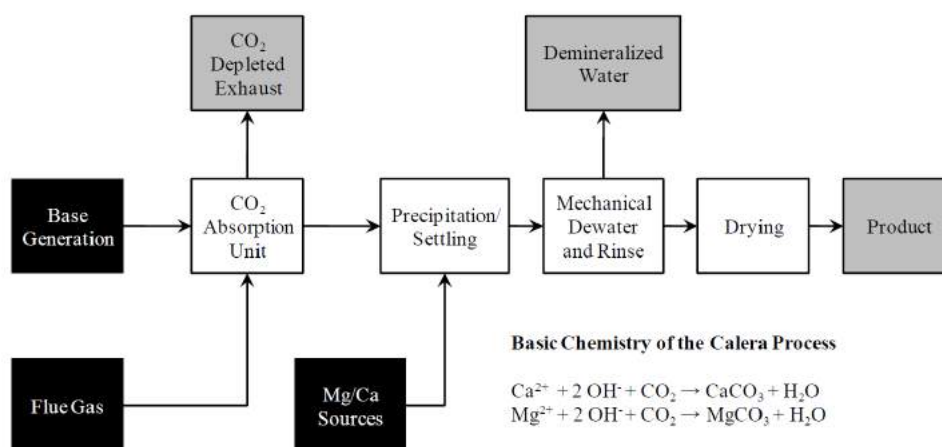 CO₂
Depleted
Exhaust
Demineralized
Water
Base
Generation
CO₂
Absorption
Unit
Precipitation/
Settling
Mechanical
Dewater
and Rinse
Drying
Product
Flue Gas
Mg/Ca
Sources
Basic Chemistry of the Calera Process
Ca²⁺ + 2 OH⁻ + CO₂ → CaCO₃ + H₂O
Mg²⁺ + 2 OH⁻ + CO₂ → MgCO₃ + H₂O